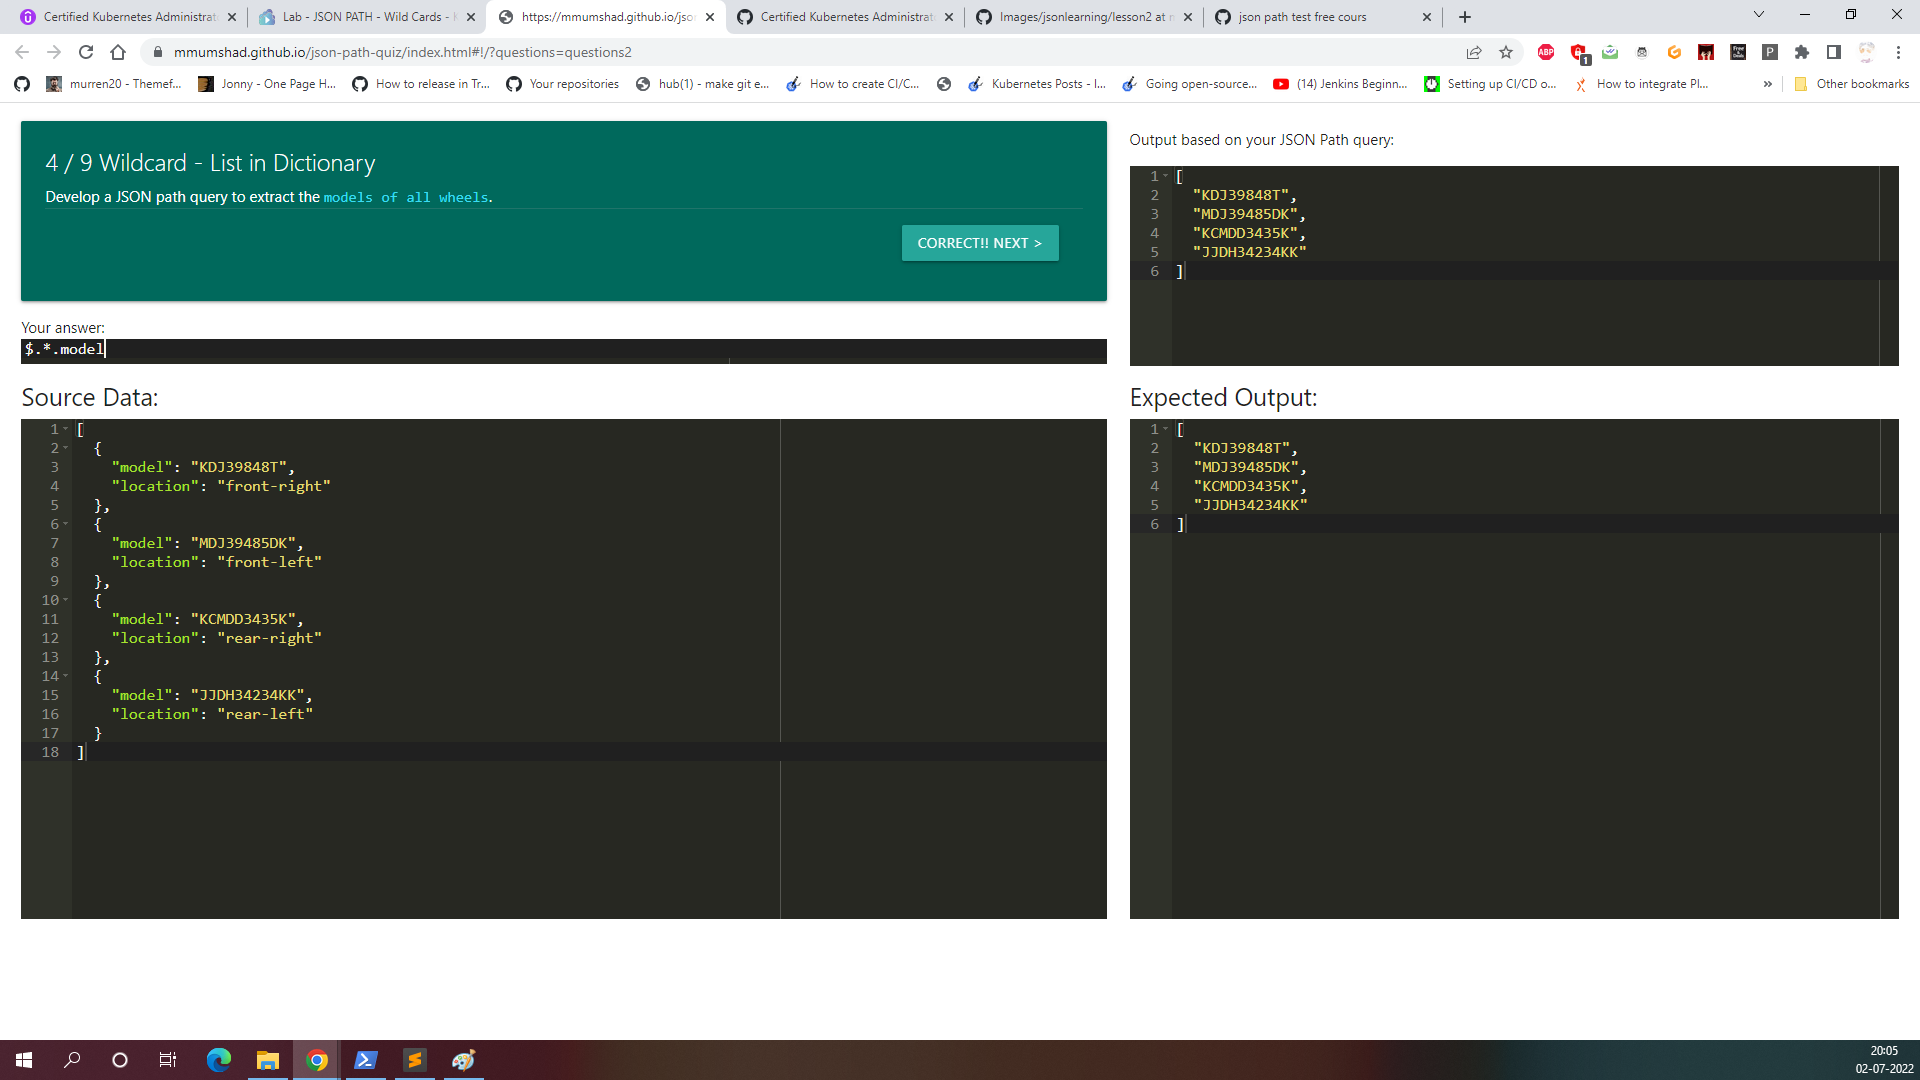 Certified Kubernetes Administrat
Lab - JSON PATH - Wild Cards - K
https://mmumshad.github.io/jso
Certified Kubernetes Administrat
Images/jsonlearning/lesson2 at m
json path test free cours
mmumshad.github.io/json-path-quiz/index.html#!/?questions=questions2
ABP
1
murren20 - Themef...
Jonny - One Page H...
How to release in Tr...
Your repositories
hub(1) - make git e...
How to create CI/C...
Kubernetes Posts - I...
Going open-source...
(14) Jenkins Beginn...
Setting up CI/CD o...
How to integrate Pl...
»
Other bookmarks
4 / 9 Wildcard - List in Dictionary
Develop a JSON path query to extract the models of all wheels.
CORRECT!! NEXT >
Your answer:
$.*.model
Source Data:
1 [
2 {
3 "model": "KDJ39848T",
4 "location": "front-right"
5 },
6 {
7 "model": "MDJ39485DK",
8 "location": "front-left"
9 },
10 {
11 "model": "KCMDD3435K",
12 "location": "rear-right"
13 },
14 {
15 "model": "JJDH34234KK",
16 "location": "rear-left"
17 }
18 ]
Output based on your JSON Path query:
1 [
2 "KDJ39848T",
3 "MDJ39485DK",
4 "KCMDD3435K",
5 "JJDH34234KK"
6 ]
Expected Output:
1 [
2 "KDJ39848T",
3 "MDJ39485DK",
4 "KCMDD3435K",
5 "JJDH34234KK"
6 ]
20:05
02-07-2022